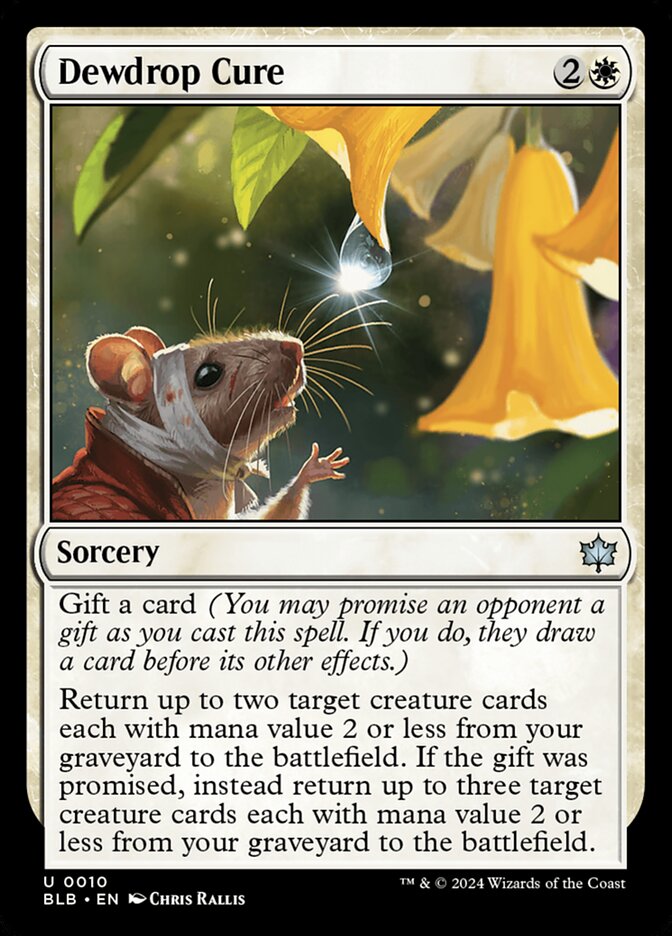 Dewdrop Cure 2
Sorcery
Gift a card (You may promise an opponent a
gift as you cast this spell. If you do, they draw
a card before its other effects.)
Return up to two target creature cards
each with mana value 2 or less from your
graveyard to the battlefield. If the gift was
promised, instead return up to three target
creature cards each with mana value 2 or
less from your graveyard to the battlefield.
U 0010 ™ & © 2024 Wizards of the Coast
BLB • EN Chris Rallis